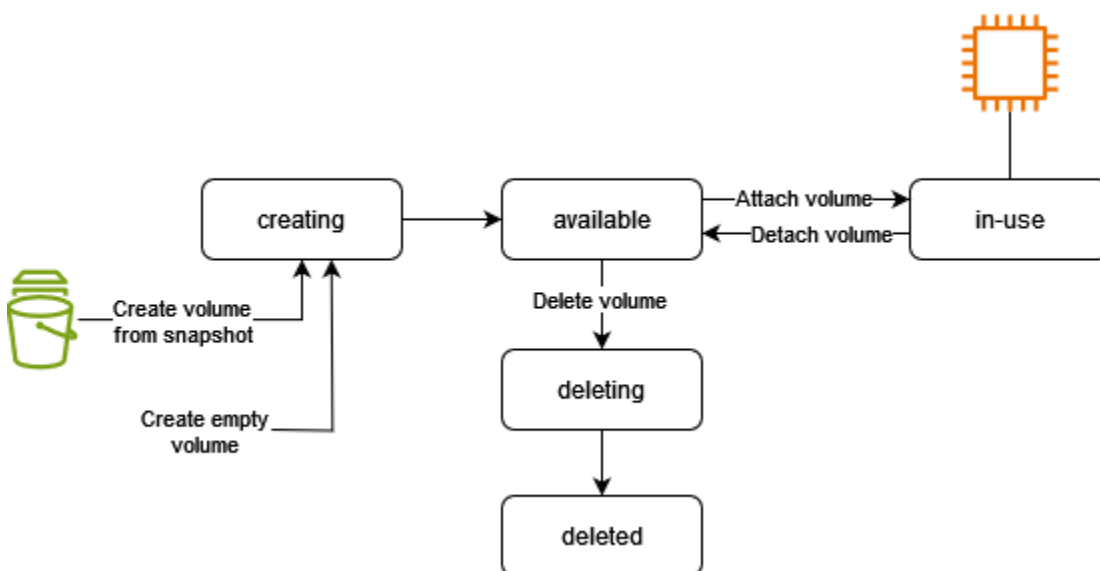 creating
available
Attach volume
Detach volume
in-use
Create volume
from snapshot
Delete volume
Create empty
volume
deleting
deleted